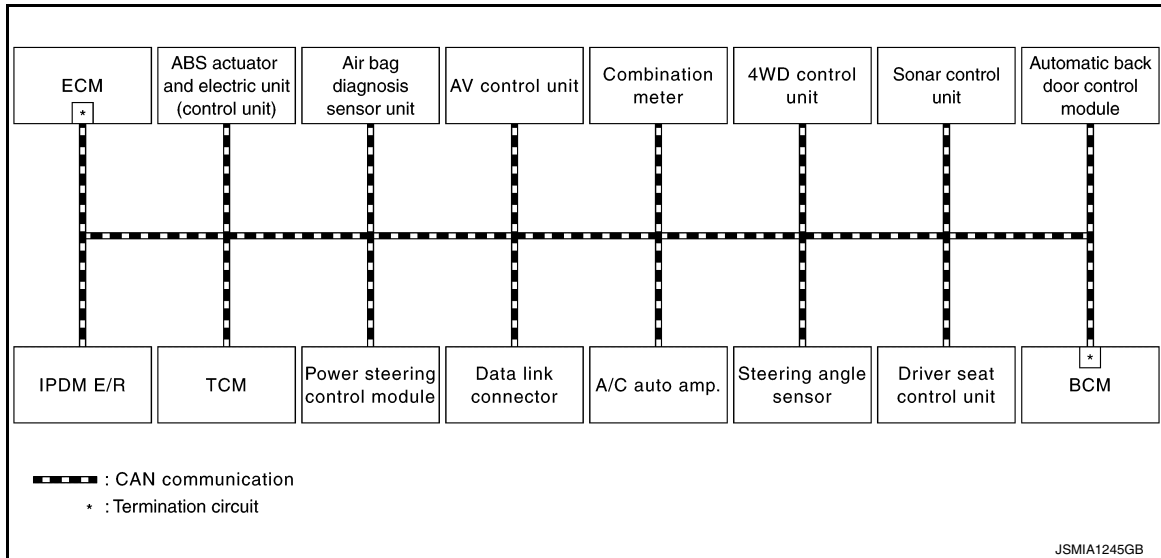 ECM
*
ABS actuator
and electric unit
(control unit)
Air bag
diagnosis
sensor unit
AV control unit
Combination
meter
4WD control
unit
Sonar control
unit
Automatic back
door control
module
IPDM E/R
TCM
Power steering
control module
Data link
connector
A/C auto amp.
Steering angle
sensor
Driver seat
control unit
*
BCM
: CAN communication
* : Termination circuit
JSMIA1245GB